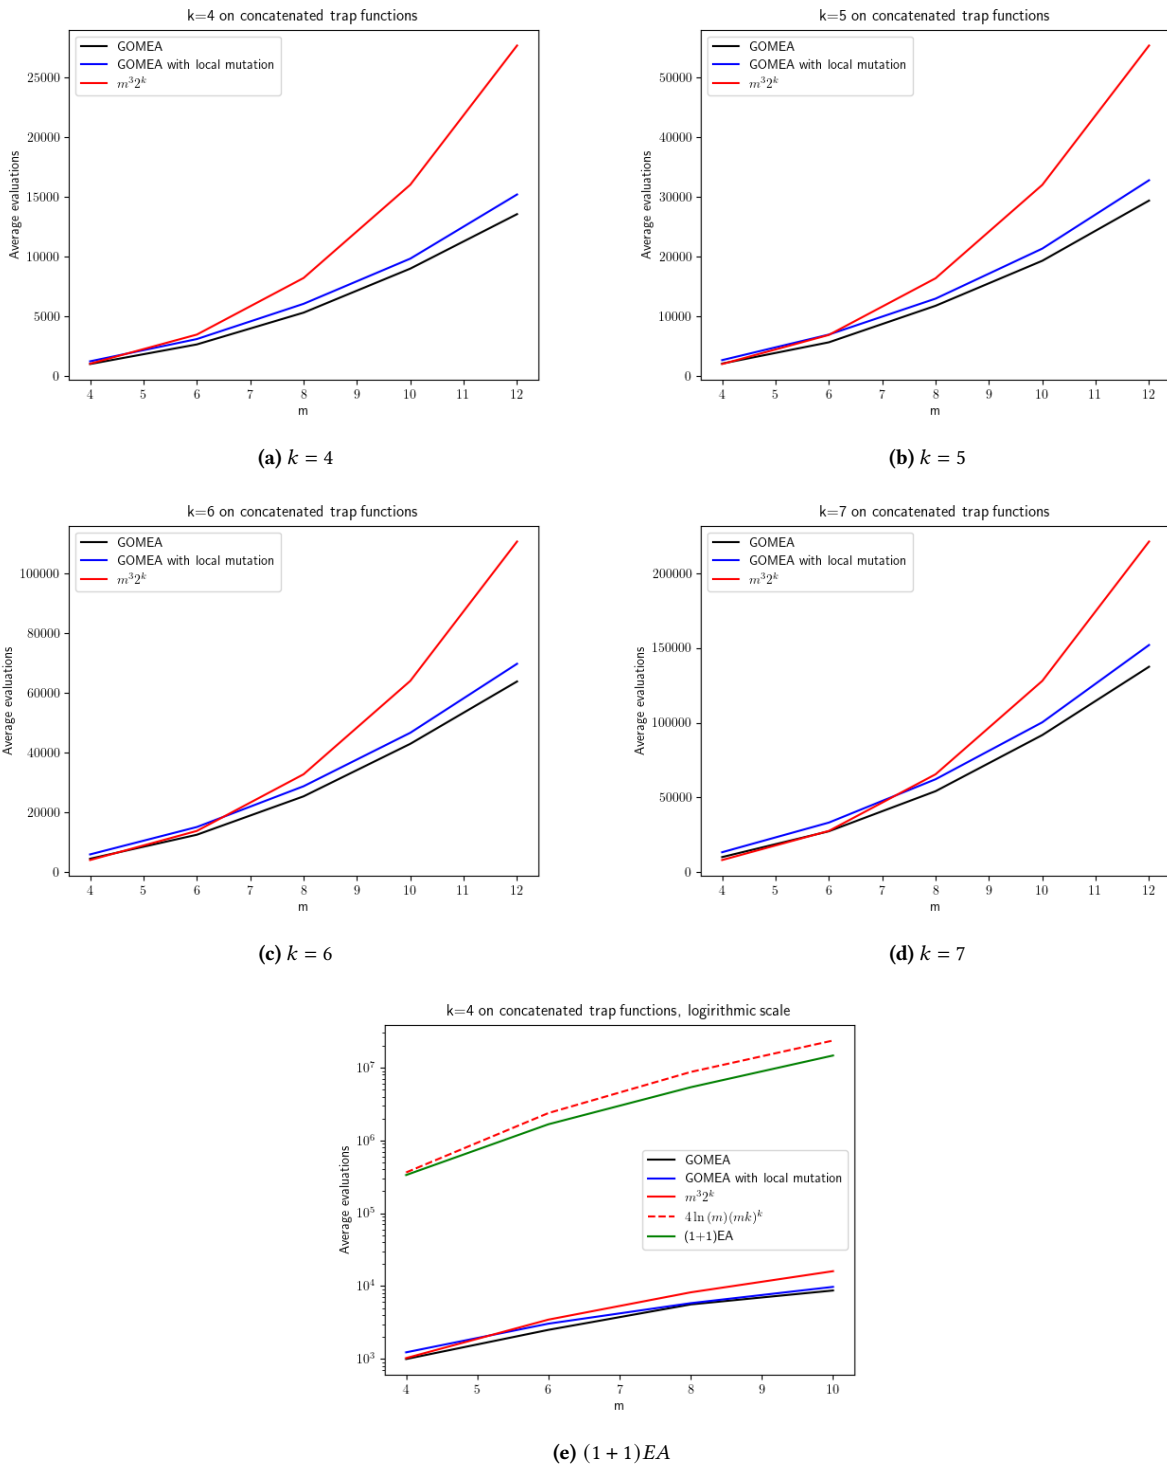 k=4 on concatenated trap functions
GOMEA
GOMEA with local mutation
m³2ᵏ
Average evaluations
25000
20000
15000
10000
5000
0
4 5 6 7 8 9 10 11 12
m
(a) k = 4
k=5 on concatenated trap functions
GOMEA
GOMEA with local mutation
m³2ᵏ
Average evaluations
50000
40000
30000
20000
10000
0
4 5 6 7 8 9 10 11 12
m
(b) k = 5
k=6 on concatenated trap functions
GOMEA
GOMEA with local mutation
m³2ᵏ
Average evaluations
100000
80000
60000
40000
20000
0
4 5 6 7 8 9 10 11 12
m
(c) k = 6
k=7 on concatenated trap functions
GOMEA
GOMEA with local mutation
m³2ᵏ
Average evaluations
200000
150000
100000
50000
0
4 5 6 7 8 9 10 11 12
m
(d) k = 7
k=4 on concatenated trap functions, logirithmic scale
Average evaluations
10⁷
10⁶
10⁵
10⁴
10³
GOMEA
GOMEA with local mutation
m³2ᵏ
4 ln (m)(mk)ᵏ
(1+1)EA
4 5 6 7 8 9 10
m
(e) (1 + 1)EA